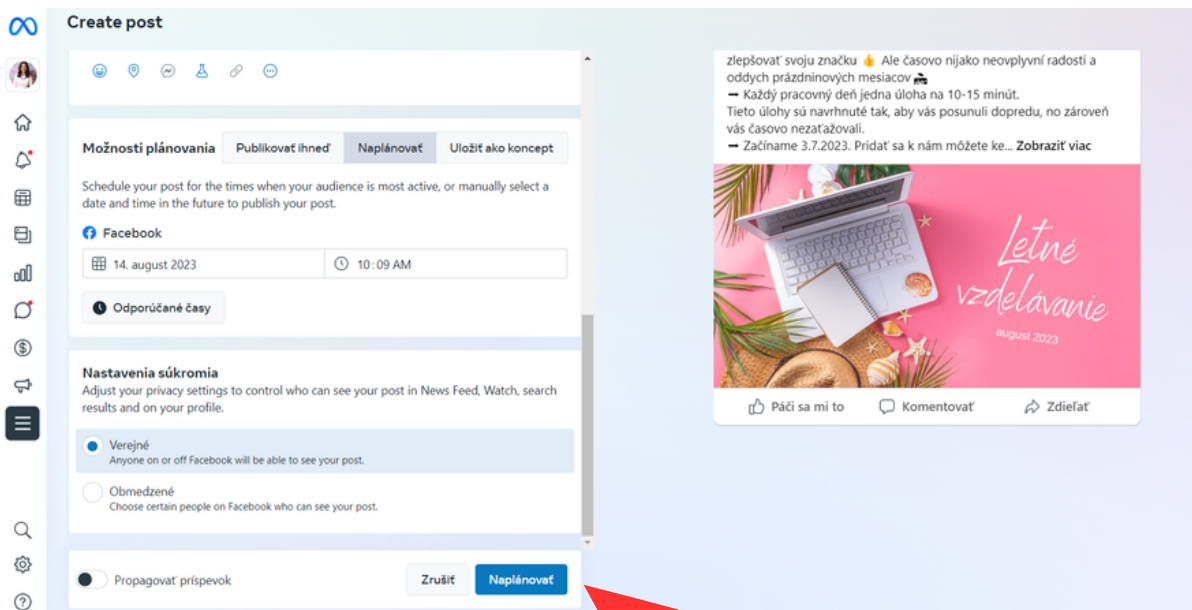 Create post
Možnosti plánovania
Publikovať ihneď
Naplánovať
Uložiť ako koncept
Schedule your post for the times when your audience is most active, or manually select a
date and time in the future to publish your post.
Facebook
14. august 2023
10:09 AM
Odporúčané časy
Nastavenia súkromia
Adjust your privacy settings to control who can see your post in News Feed, Watch, search
results and on your profile.
Verejné
Anyone on or off Facebook will be able to see your post.
Obmedzené
Choose certain people on Facebook who can see your post.
Propagovať príspevok
Zrušiť
Naplánovať
zlepšovať svoju značku 👍 Ale časovo nijako neovplyvní radosti a
oddych prázdninových mesiacov
➡ Každý pracovný deň jedna úloha na 10-15 minút.
Tieto úlohy sú navrhnuté tak, aby vás posunuli dopredu, no zároveň
vás časovo nezaťažovali.
➡ Začíname 3.7.2023. Pridať sa k nám môžete ke... Zobraziť viac
Letné
vzdelávanie
august 2023
Páči sa mi to
Komentovať
Zdieľať